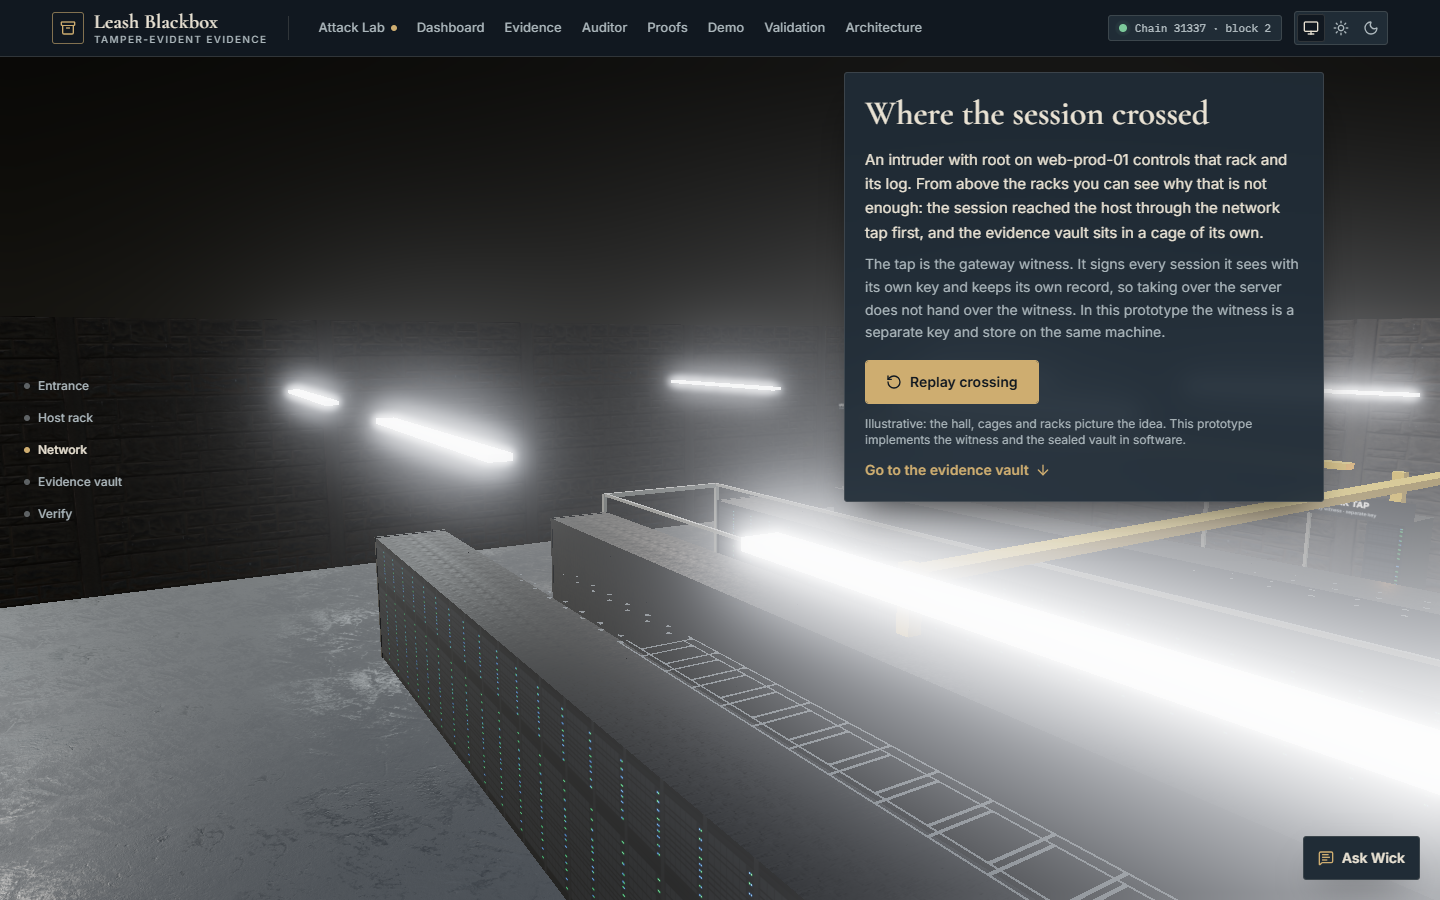 Leash Blackbox
TAMPER-EVIDENT EVIDENCE
Attack Lab
Dashboard
Evidence
Auditor
Proofs
Demo
Validation
Architecture
Chain 31337 · block 2
Where the session crossed
An intruder with root on web-prod-01 controls that rack and
its log. From above the racks you can see why that is not
enough: the session reached the host through the network
tap first, and the evidence vault sits in a cage of its own.
The tap is the gateway witness. It signs every session it sees with
its own key and keeps its own record, so taking over the server
does not hand over the witness. In this prototype the witness is a
separate key and store on the same machine.
Replay crossing
Illustrative: the hall, cages and racks picture the idea. This prototype
implements the witness and the sealed vault in software.
Go to the evidence vault
Entrance
Host rack
Network
Evidence vault
Verify
TAP
Ask Wick